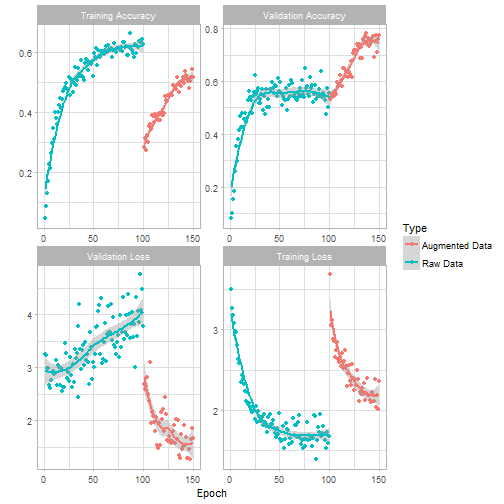 Training Accuracy
Validation Accuracy
0.6
0.4
0.2
0 50 100 150
0.8
0.6
0.4
0.2
0 50 100 150
Validation Loss
Training Loss
4
3
2
0 50 100 150
3
2
0 50 100 150
Epoch
Type
Augmented Data
Raw Data